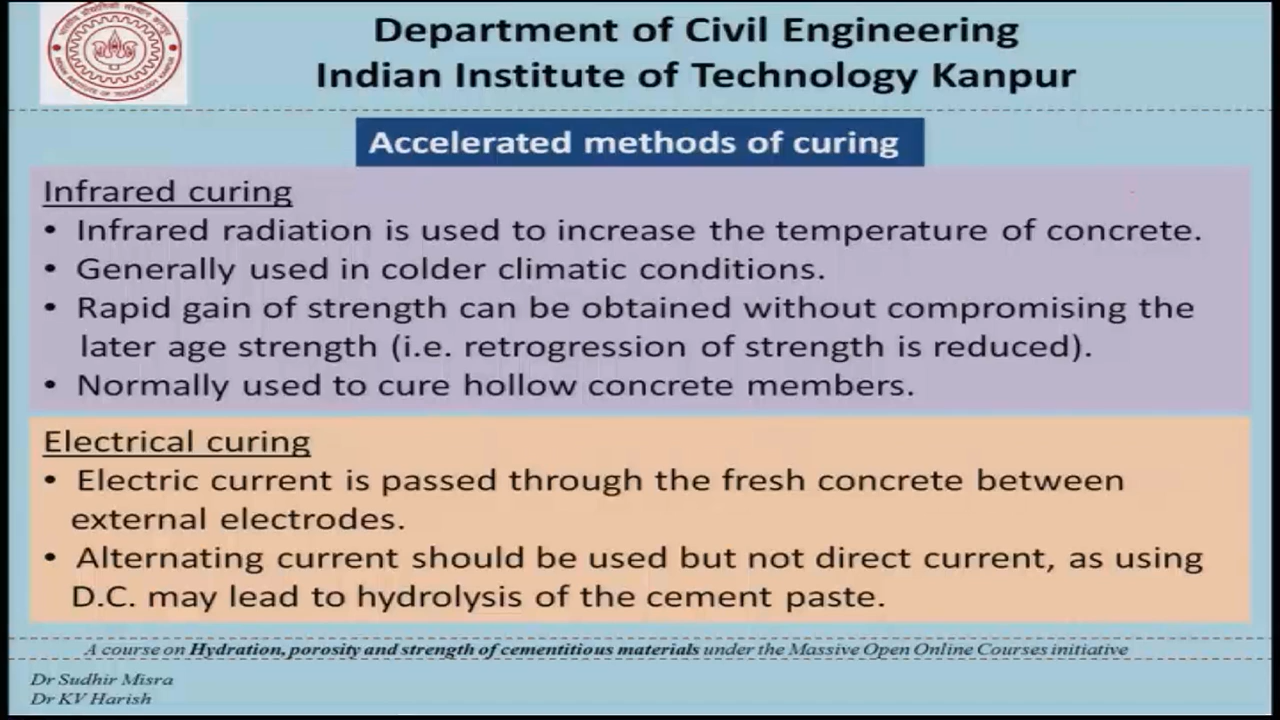 Department of Civil Engineering
Indian Institute of Technology Kanpur
Accelerated methods of curing
Infrared curing
• Infrared radiation is used to increase the temperature of concrete.
• Generally used in colder climatic conditions.
• Rapid gain of strength can be obtained without compromising the
later age strength (i.e. retrogression of strength is reduced).
• Normally used to cure hollow concrete members.
Electrical curing
• Electric current is passed through the fresh concrete between
external electrodes.
• Alternating current should be used but not direct current, as using
D.C. may lead to hydrolysis of the cement paste.
A course on Hydration, porosity and strength of cementitious materials under the Massive Open Online Courses initiative
Dr Sudhir Misra
Dr KV Harish